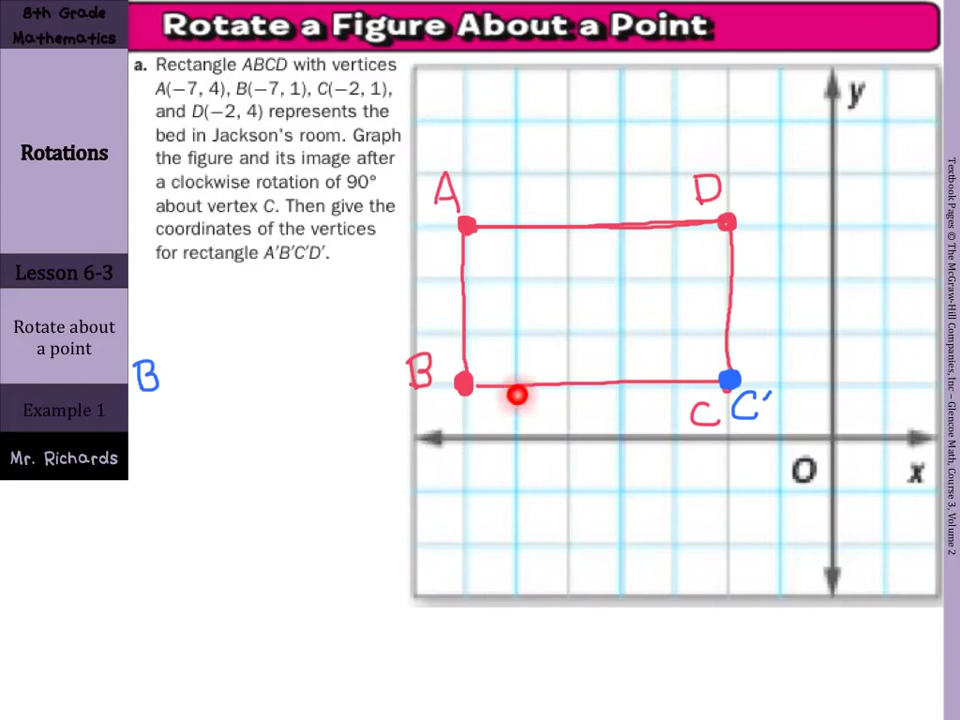 8th Grade
Mathematics
Rotations
Lesson 6-3
Rotate about
a point
Example 1
Mr. Richards
Rotate a Figure About a Point
a. Rectangle ABCD with vertices
A(−7, 4), B(−7, 1), C(−2, 1),
and D(−2, 4) represents the
bed in Jackson's room. Graph
the figure and its image after
a clockwise rotation of 90°
about vertex C. Then give the
coordinates of the vertices
for rectangle A′B′C′D′.
B
y
A
D
B
C
C′
O
x
Textbook Pages © The McGraw-Hill Companies, Inc – Glencoe Math, Course 3, Volume 2